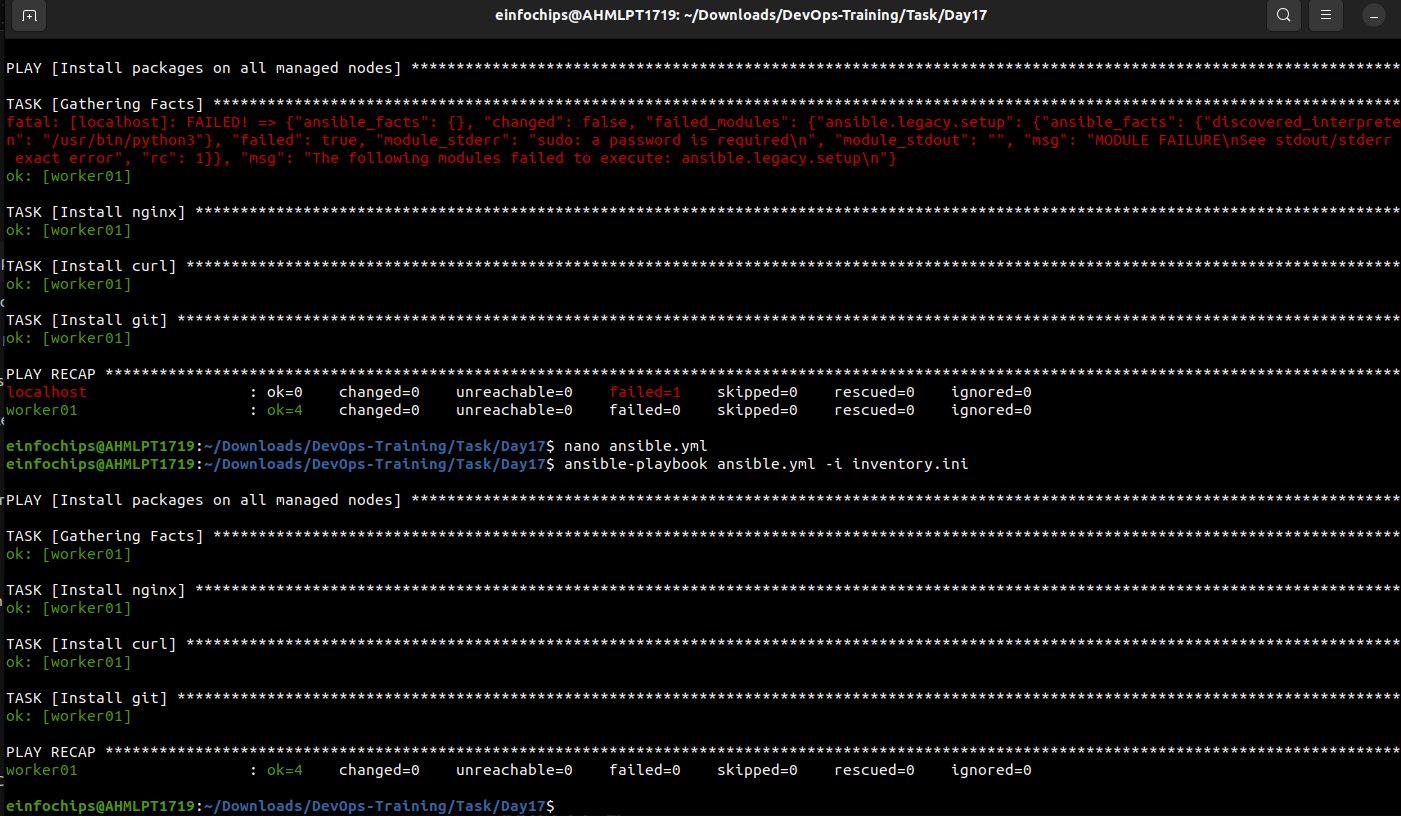 einfochips@AHMLPT1719: ~/Downloads/DevOps-Training/Task/Day17
PLAY [Install packages on all managed nodes] **************************************************************************************************************
TASK [Gathering Facts] ************************************************************************************************************************************
fatal: [localhost]: FAILED! => {"ansible_facts": {}, "changed": false, "failed_modules": {"ansible.legacy.setup": {"ansible_facts": {"discovered_interprete
n": "/usr/bin/python3"}, "failed": true, "module_stderr": "sudo: a password is required\n", "module_stdout": "", "msg": "MODULE FAILURE\nSee stdout/stderr
exact error", "rc": 1}}, "msg": "The following modules failed to execute: ansible.legacy.setup\n"}
ok: [worker01]
TASK [Install nginx] **************************************************************************************************************************************
ok: [worker01]
TASK [Install curl] ***************************************************************************************************************************************
ok: [worker01]
TASK [Install git] ****************************************************************************************************************************************
ok: [worker01]
PLAY RECAP ************************************************************************************************************************************************
localhost                  : ok=0    changed=0    unreachable=0    failed=1    skipped=0    rescued=0    ignored=0
worker01                   : ok=4    changed=0    unreachable=0    failed=0    skipped=0    rescued=0    ignored=0
einfochips@AHMLPT1719:~/Downloads/DevOps-Training/Task/Day17$ nano ansible.yml
einfochips@AHMLPT1719:~/Downloads/DevOps-Training/Task/Day17$ ansible-playbook ansible.yml -i inventory.ini
PLAY [Install packages on all managed nodes] **************************************************************************************************************
TASK [Gathering Facts] ************************************************************************************************************************************
ok: [worker01]
TASK [Install nginx] **************************************************************************************************************************************
ok: [worker01]
TASK [Install curl] ***************************************************************************************************************************************
ok: [worker01]
TASK [Install git] ****************************************************************************************************************************************
ok: [worker01]
PLAY RECAP ************************************************************************************************************************************************
worker01                   : ok=4    changed=0    unreachable=0    failed=0    skipped=0    rescued=0    ignored=0
einfochips@AHMLPT1719:~/Downloads/DevOps-Training/Task/Day17$